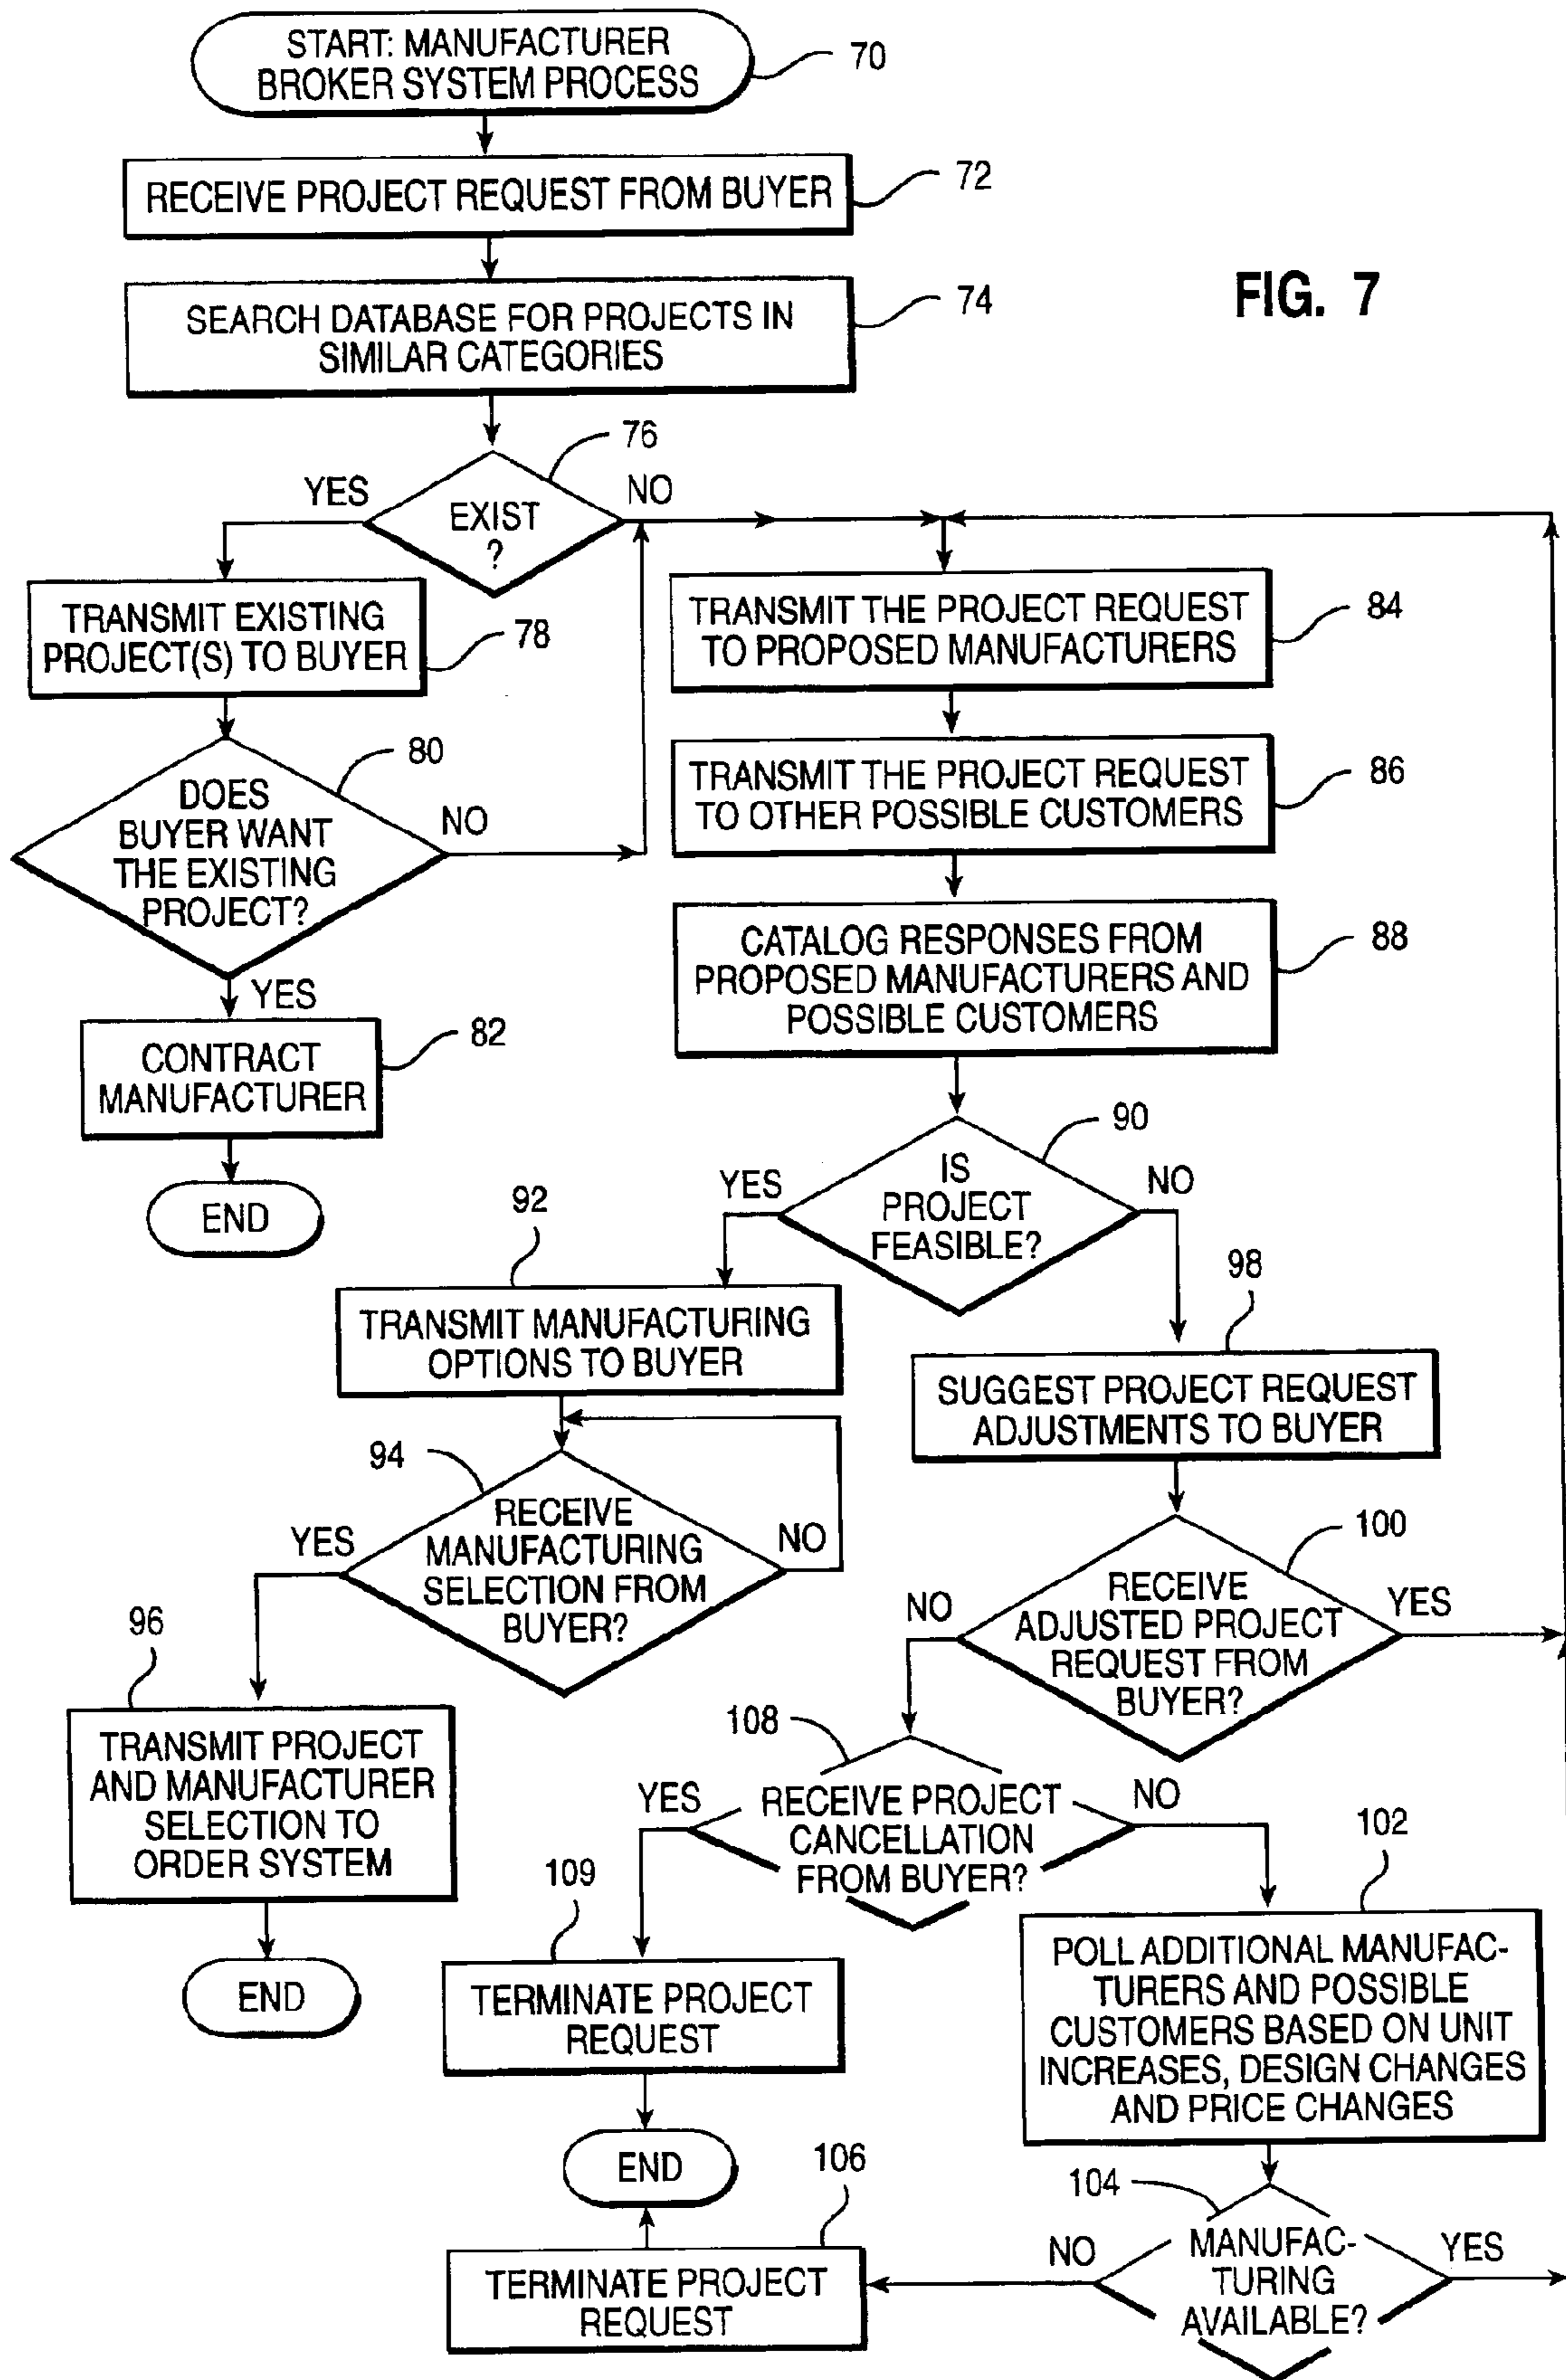 START: MANUFACTURER
BROKER SYSTEM PROCESS
70
RECEIVE PROJECT REQUEST FROM BUYER
72
SEARCH DATABASE FOR PROJECTS IN
SIMILAR CATEGORIES
74
FIG. 7
76
YES
EXIST
?
NO
TRANSMIT EXISTING
PROJECT(S) TO BUYER
78
80
DOES
BUYER WANT
THE EXISTING
PROJECT?
NO
YES
CONTRACT
MANUFACTURER
82
END
TRANSMIT THE PROJECT REQUEST
TO PROPOSED MANUFACTURERS
84
TRANSMIT THE PROJECT REQUEST
TO OTHER POSSIBLE CUSTOMERS
86
CATALOG RESPONSES FROM
PROPOSED MANUFACTURERS AND
POSSIBLE CUSTOMERS
88
90
YES
IS
PROJECT
FEASIBLE?
NO
92
TRANSMIT MANUFACTURING
OPTIONS TO BUYER
94
YES
RECEIVE
MANUFACTURING
SELECTION FROM
BUYER?
NO
96
TRANSMIT PROJECT
AND MANUFACTURER
SELECTION TO
ORDER SYSTEM
END
98
SUGGEST PROJECT REQUEST
ADJUSTMENTS TO BUYER
100
NO
RECEIVE
ADJUSTED PROJECT
REQUEST FROM
BUYER?
YES
108
YES
RECEIVE PROJECT
CANCELLATION
FROM BUYER?
NO
109
TERMINATE PROJECT
REQUEST
END
102
POLL ADDITIONAL MANUFAC-
TURERS AND POSSIBLE
CUSTOMERS BASED ON UNIT
INCREASES, DESIGN CHANGES
AND PRICE CHANGES
104
NO
MANUFAC-
TURING
AVAILABLE?
YES
106
TERMINATE PROJECT
REQUEST